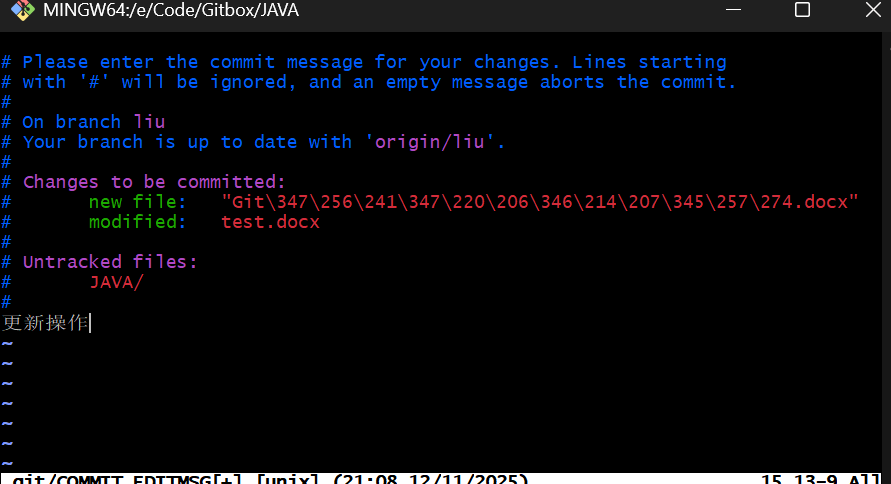 MINGW64:/e/Code/Gitbox/JAVA
# Please enter the commit message for your changes. Lines starting
# with '#' will be ignored, and an empty message aborts the commit.
#
# On branch liu
# Your branch is up to date with 'origin/liu'.
#
# Changes to be committed:
#       new file:   "Git\347\256\241\347\220\206\346\214\207\345\257\274.docx"
#       modified:   test.docx
#
# Untracked files:
#       JAVA/
#
更新操作
~
~
~
~
~
~
~
.git/COMMIT_EDITMSG[+] [unix] (21:08 12/11/2025) 15,13-9 All